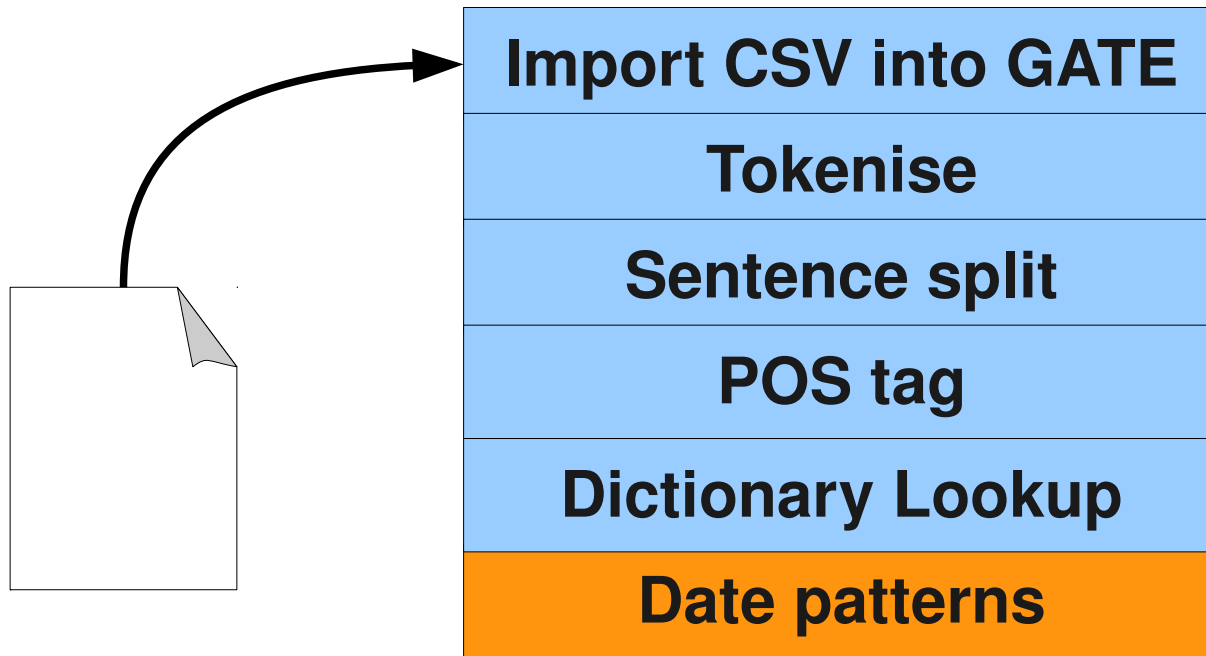 Import CSV into GATE
Tokenise
Sentence split
POS tag
Dictionary Lookup
Date patterns